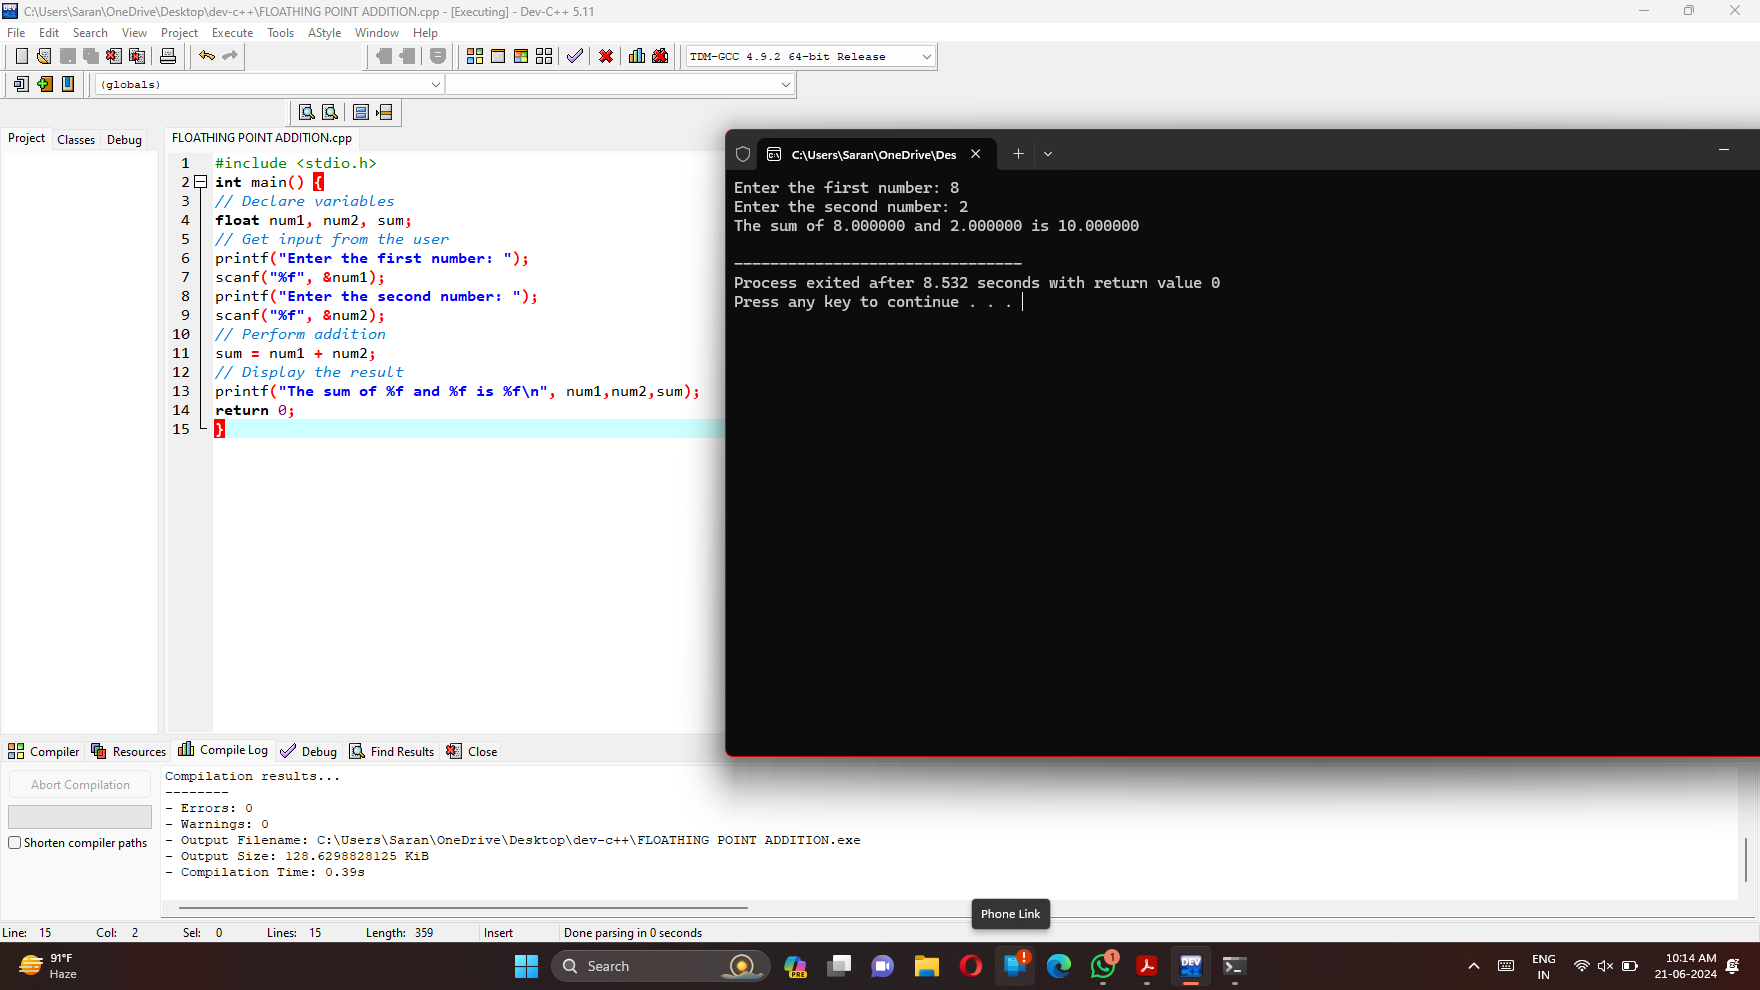 C:\Users\Saran\OneDrive\Desktop\dev-c++\FLOATHING POINT ADDITION.cpp - [Executing] - Dev-C++ 5.11
File Edit Search View Project Execute Tools AStyle Window Help
TDM-GCC 4.9.2 64-bit Release
(globals)
Project Classes Debug
FLOATHING POINT ADDITION.cpp
1 #include <stdio.h>
2 int main() {
3 // Declare variables
4 float num1, num2, sum;
5 // Get input from the user
6 printf("Enter the first number: ");
7 scanf("%f", &num1);
8 printf("Enter the second number: ");
9 scanf("%f", &num2);
10 // Perform addition
11 sum = num1 + num2;
12 // Display the result
13 printf("The sum of %f and %f is %f\n", num1,num2,sum);
14 return 0;
15 }
C:\Users\Saran\OneDrive\Des
Enter the first number: 8
Enter the second number: 2
The sum of 8.000000 and 2.000000 is 10.000000
--------------------------------
Process exited after 8.532 seconds with return value 0
Press any key to continue . . .
Compiler Resources Compile Log Debug Find Results Close
Abort Compilation
Shorten compiler paths
Compilation results...
--------
- Errors: 0
- Warnings: 0
- Output Filename: C:\Users\Saran\OneDrive\Desktop\dev-c++\FLOATHING POINT ADDITION.exe
- Output Size: 128.6298828125 KiB
- Compilation Time: 0.39s
Phone Link
Line: 15 Col: 2 Sel: 0 Lines: 15 Length: 359 Insert Done parsing in 0 seconds
91°F
Haze
Search
PRE
1
DEV
ENG
IN
10:14 AM
21-06-2024